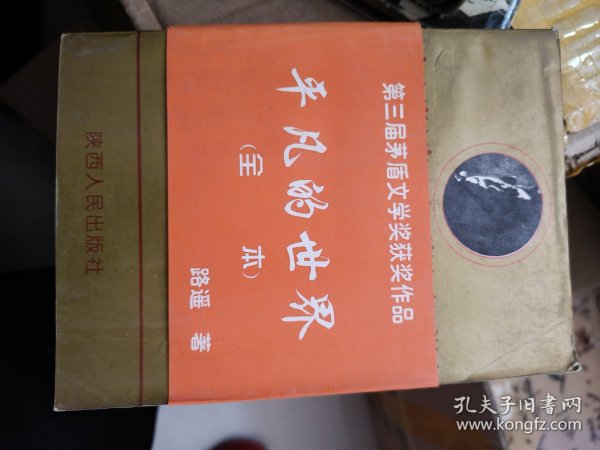 第三届茅盾文学奖获奖作品
平凡的世界
（全本）
路遥 著
陕西人民出版社
孔夫子旧书网
www.kongfz.com